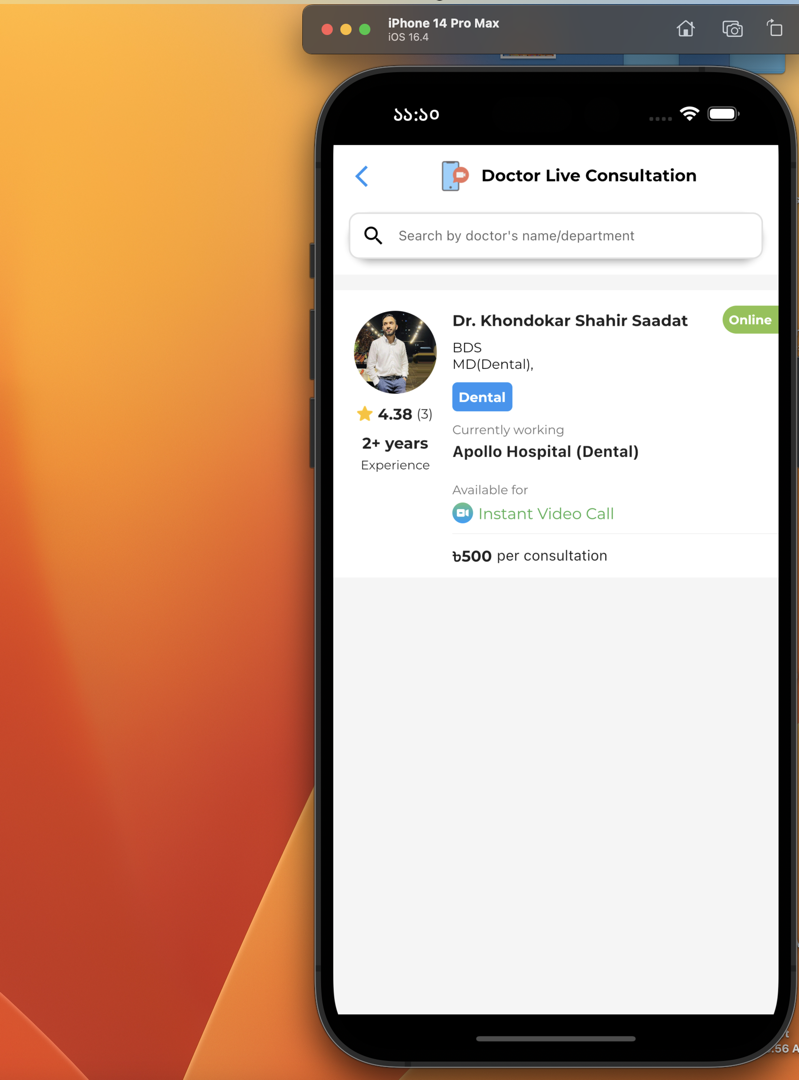 iPhone 14 Pro Max
iOS 16.4
১১:১০
Doctor Live Consultation
Search by doctor's name/department
Dr. Khondokar Shahir Saadat
Online
BDS
MD(Dental),
Dental
4.38 (3)
2+ years
Experience
Currently working
Apollo Hospital (Dental)
Available for
Instant Video Call
৳500 per consultation